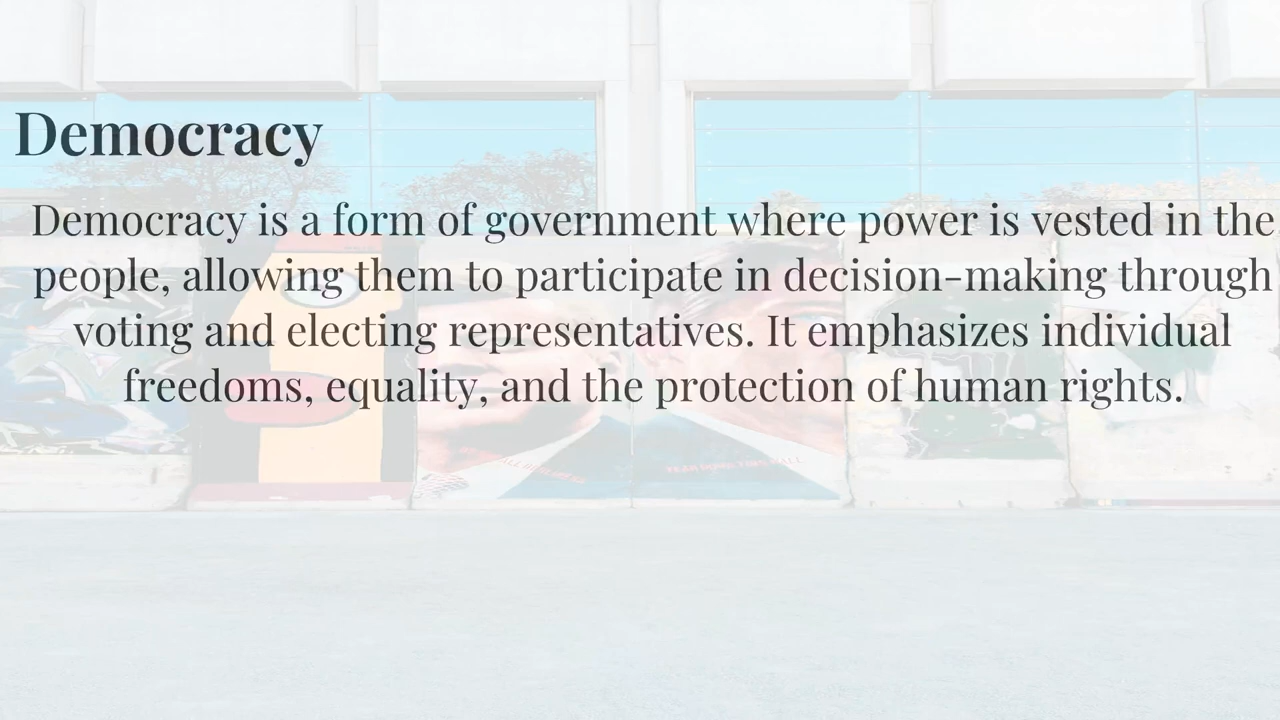 Democracy
Democracy is a form of government where power is vested in the
people, allowing them to participate in decision-making through
voting and electing representatives. It emphasizes individual
freedoms, equality, and the protection of human rights.